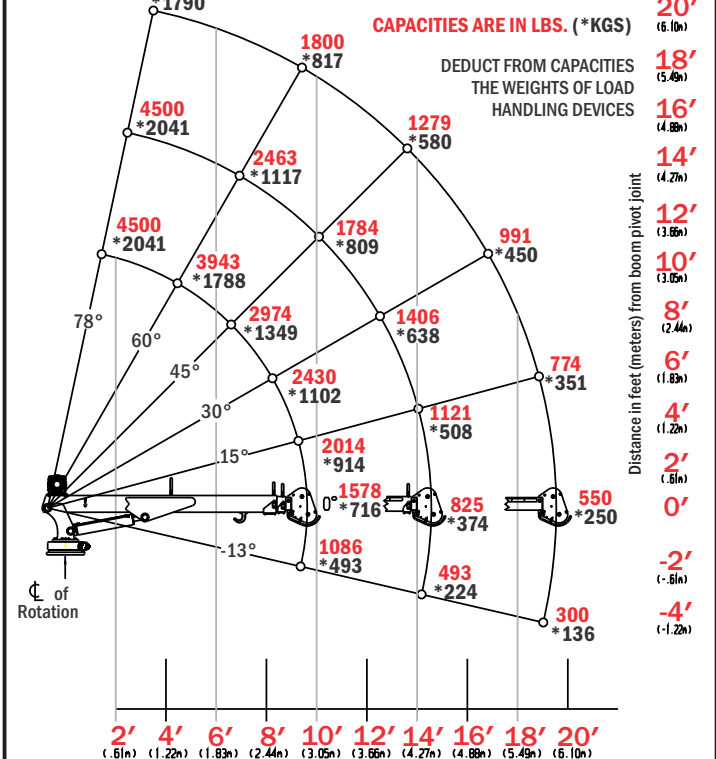 *1790
20'
(6.10m)
CAPACITIES ARE IN LBS. (*KGS)
1800
*817
DEDUCT FROM CAPACITIES
THE WEIGHTS OF LOAD
HANDLING DEVICES
18'
(5.49m)
4500
*2041
1279
*580
16'
(4.88m)
2463
*1117
14'
(4.27m)
4500
*2041
1784
*809
991
*450
12'
(3.66m)
3943
*1788
10'
(3.05m)
2974
*1349
1406
*638
8'
(2.44m)
78°
60°
45°
30°
15°
0°
-13°
2430
*1102
774
*351
6'
(1.83m)
1121
*508
4'
(1.22m)
2014
*914
2'
(.61m)
1578
*716
825
*374
550
*250
0'
1086
*493
493
*224
-2'
(-.61m)
300
*136
-4'
(-1.22m)
Distance in feet (meters) from boom pivot joint
℄ of
Rotation
2' 4' 6' 8' 10' 12' 14' 16' 18' 20'
(.61m) (1.22m) (1.83m) (2.44m) (3.05m) (3.66m) (4.27m) (4.88m) (5.49m) (6.10m)